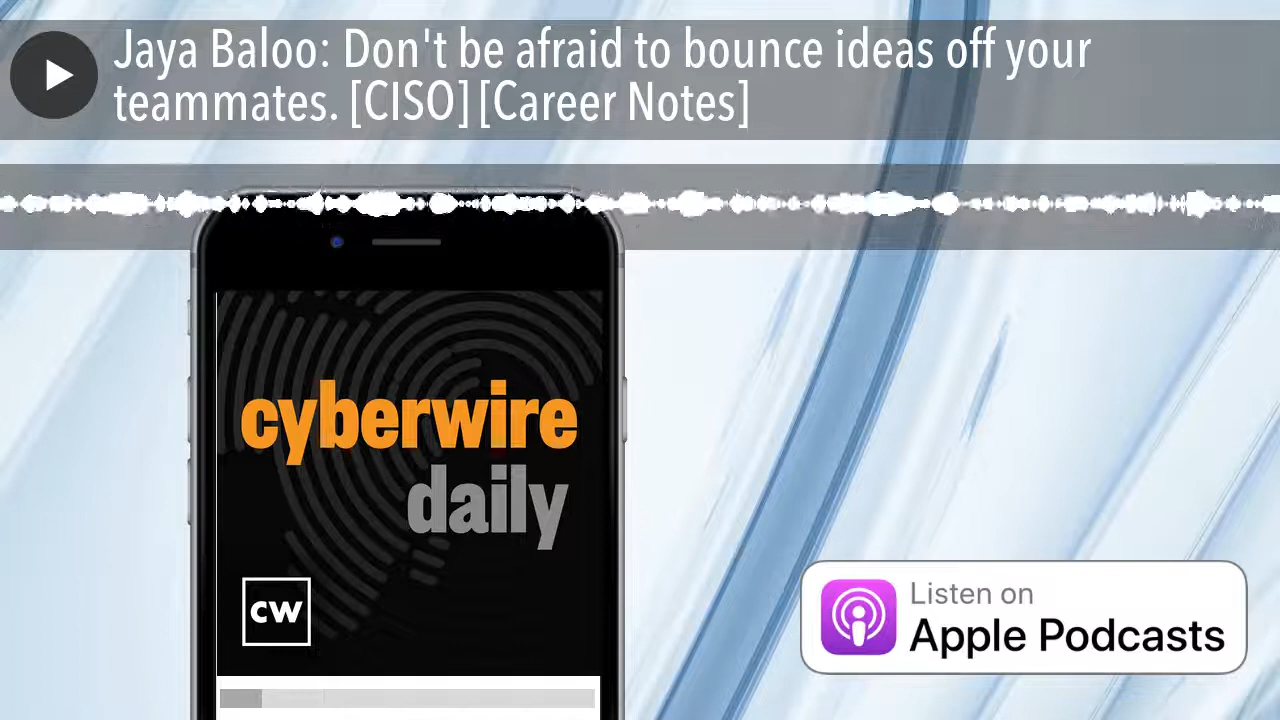 Jaya Baloo: Don't be afraid to bounce ideas off your
teammates. [CISO] [Career Notes]
cyberwire
daily
CW
Listen on
Apple Podcasts